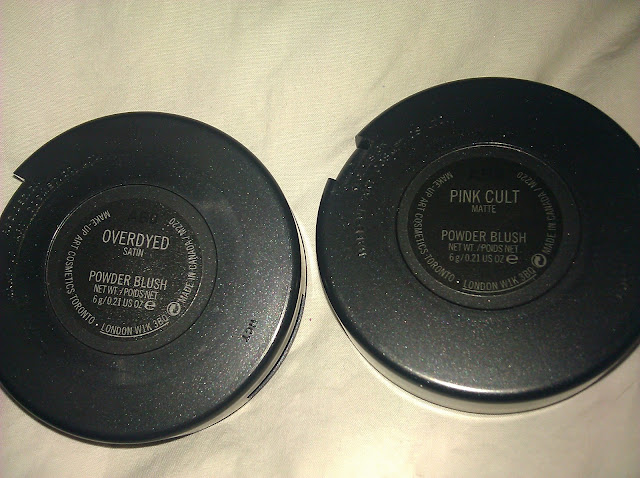 OVERDYED
SATIN
POWDER BLUSH
NET WT./POIDS NET
6 g/0.21 US OZ e
MAKE-UP ART COSMETICS TORONTO • LONDON W1K 3BQ
MADE IN CANADA/N220
PINK CULT
MATTE
POWDER BLUSH
NET WT./POIDS NET
6 g/0.21 US OZ e
MAKE-UP ART COSMETICS TORONTO • LONDON W1K 3BQ
MADE IN CANADA/N220